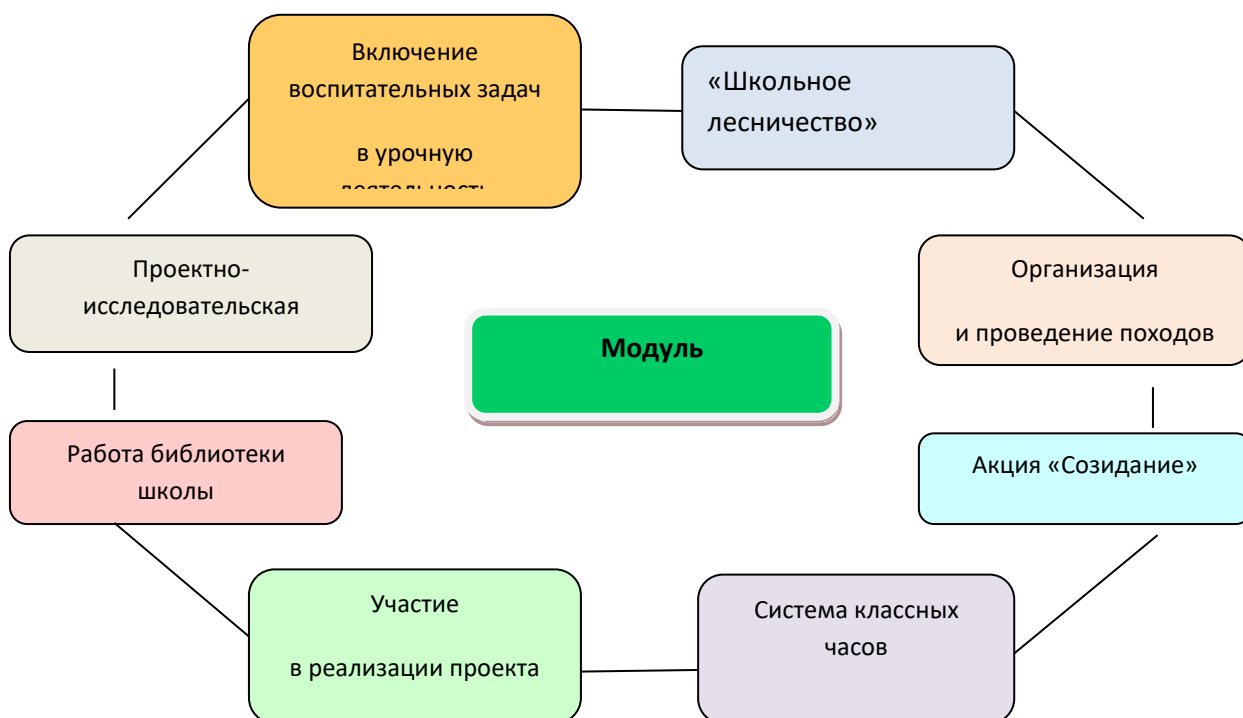 Включение
воспитательных задач
в урочную
деятельность
«Школьное
лесничество»
Проектно-
исследовательская
Организация
и проведение походов
Модуль
Работа библиотеки
школы
Акция «Созидание»
Участие
в реализации проекта
Система классных
часов